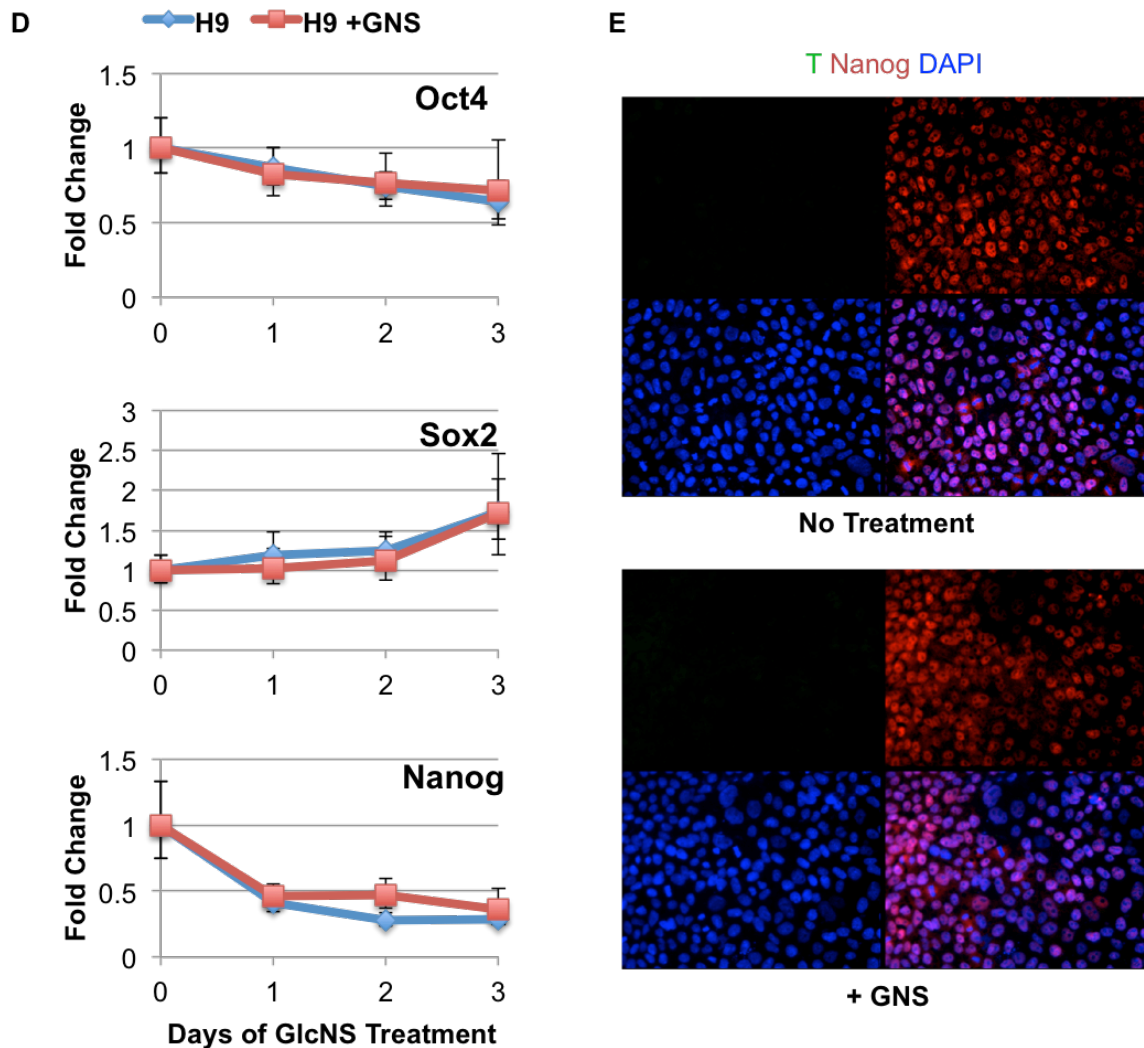 D
H9 H9 +GNS
Oct4
Fold Change
1.5
1
0.5
0
0 1 2 3
Sox2
Fold Change
3
2.5
2
1.5
1
0.5
0
0 1 2 3
Nanog
Fold Change
1.5
1
0.5
0
0 1 2 3
Days of GlcNS Treatment
E
T Nanog DAPI
No Treatment
+ GNS